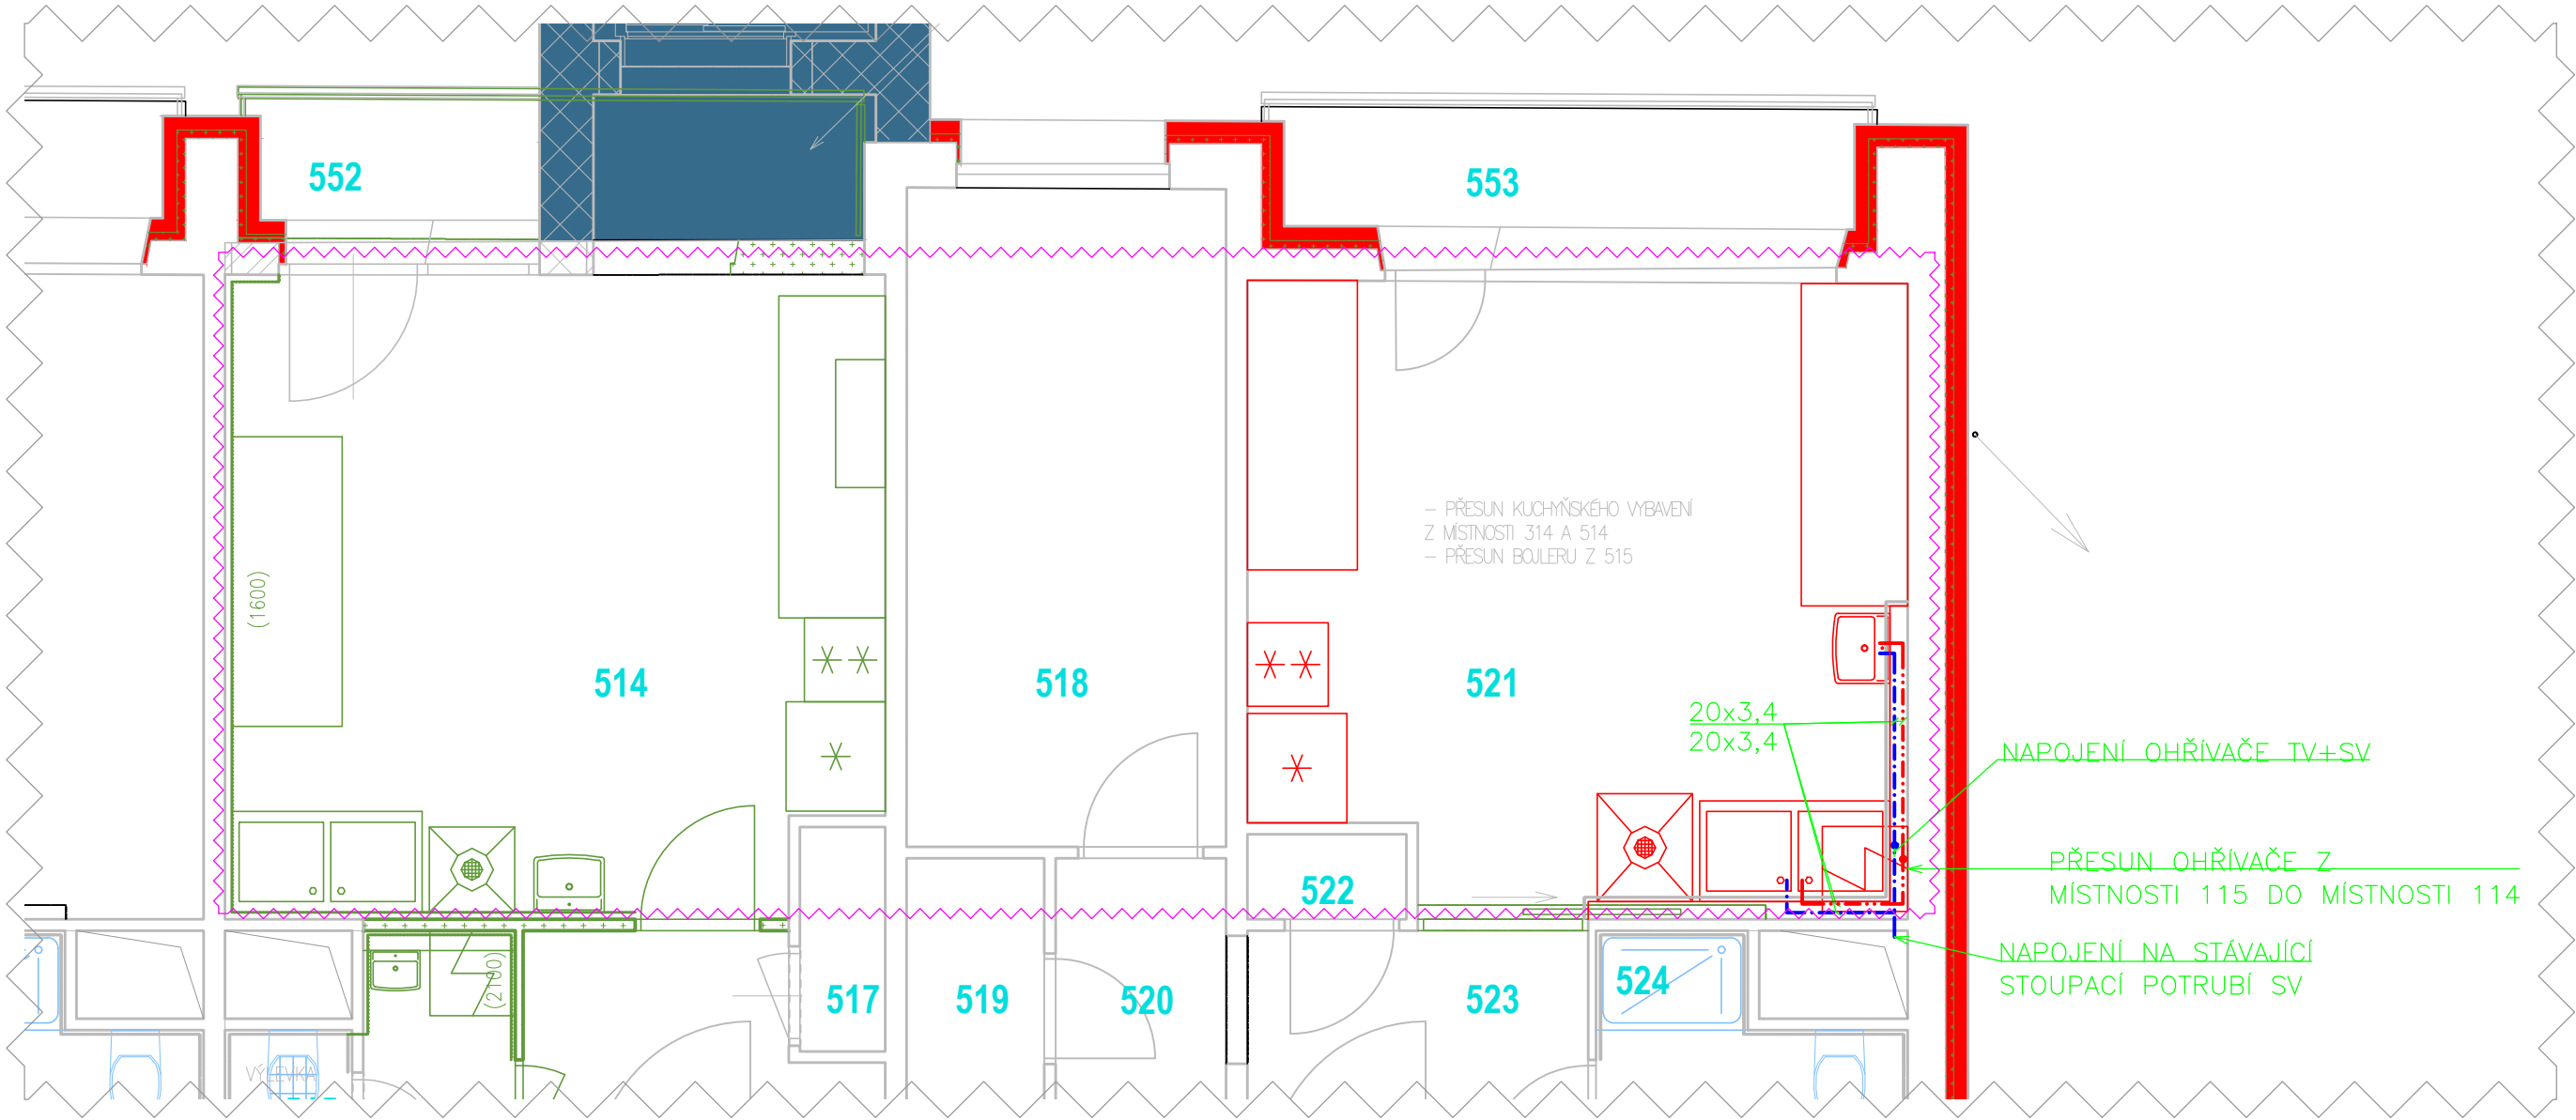 552
553
– PŘESUN KUCHYŇSKÉHO VYBAVENÍ
Z MÍSTNOSTI 314 A 514
– PŘESUN BOJLERU Z 515
(1600)
514
518
521
20x3,4
20x3,4
NAPOJENÍ OHŘÍVAČE TV+SV
PŘESUN OHŘÍVAČE Z
MÍSTNOSTI 115 DO MÍSTNOSTI 114
522
NAPOJENÍ NA STÁVAJÍCÍ
STOUPACÍ POTRUBÍ SV
(2100)
517
519
520
523
524
VÝLEVKA